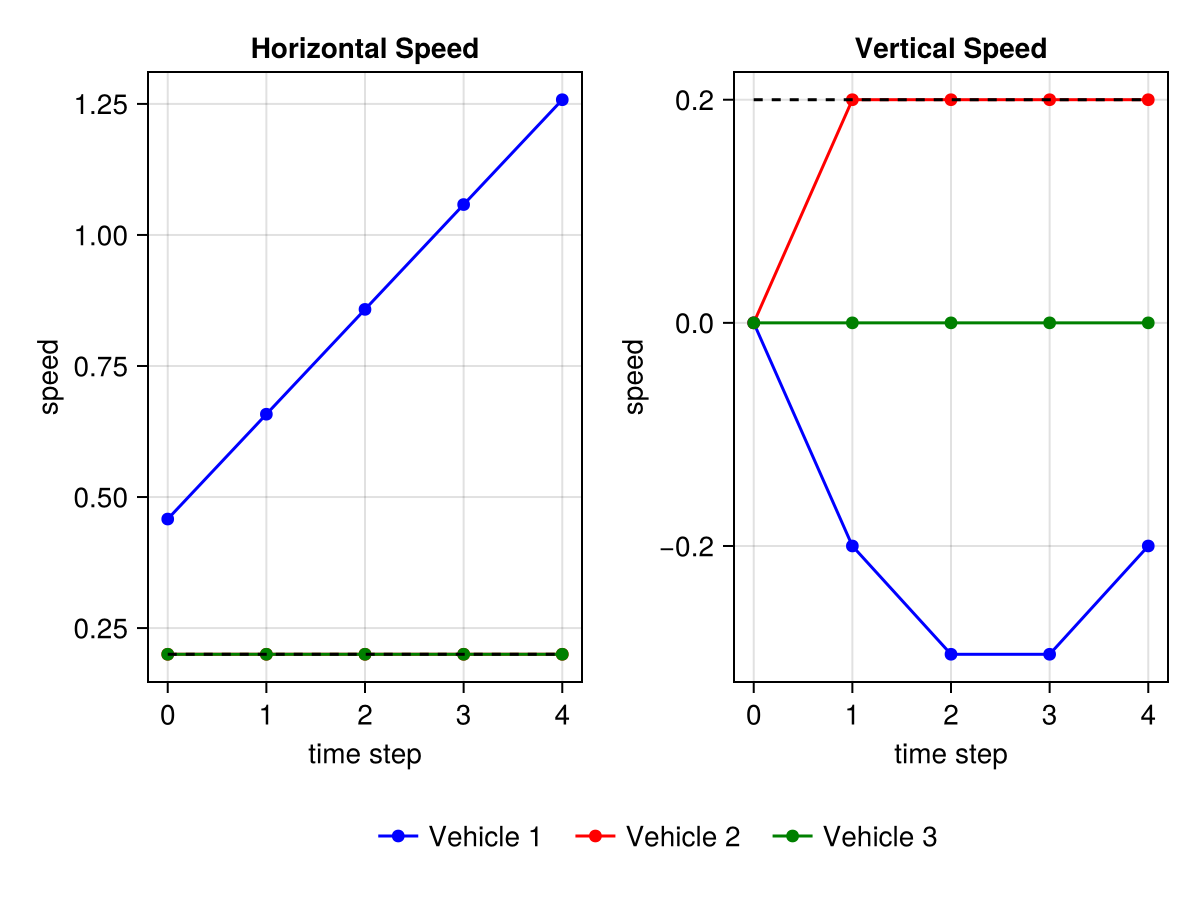 Horizontal Speed
1.25
1.00
0.75
0.50
0.25
speed
0 1 2 3 4
time step
Vertical Speed
0.2
0.0
−0.2
speed
0 1 2 3 4
time step
Vehicle 1 Vehicle 2 Vehicle 3